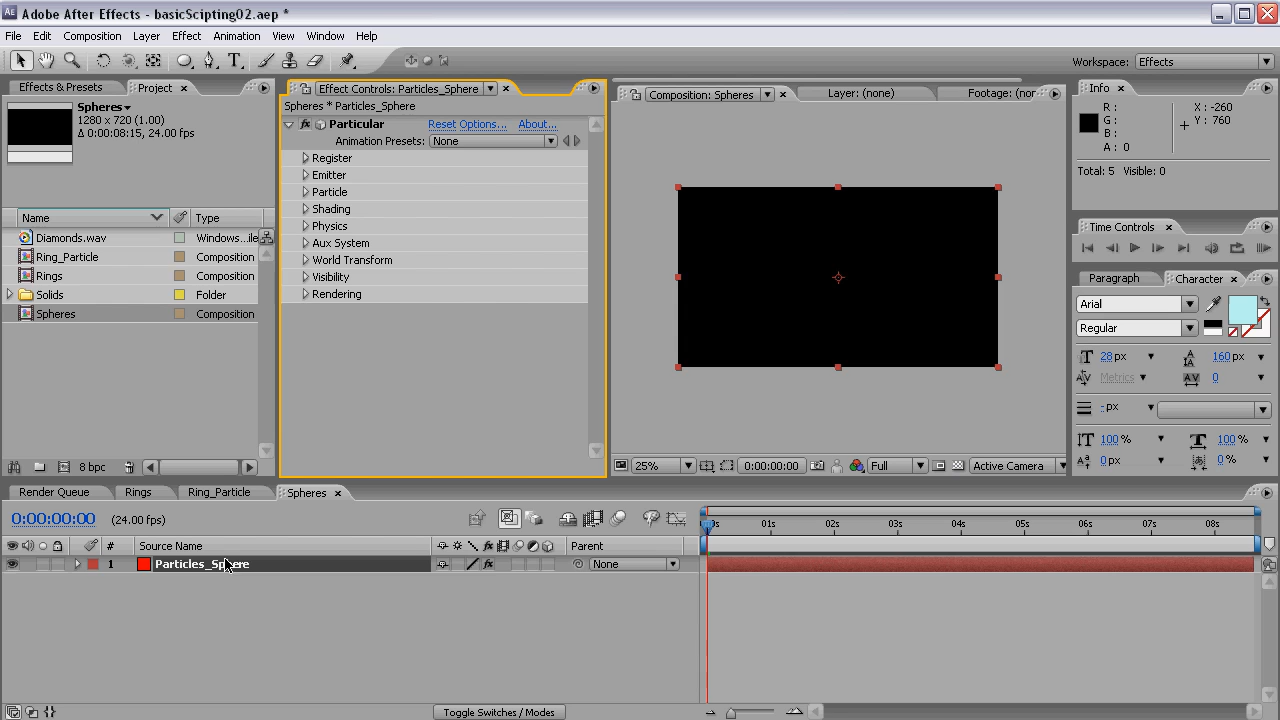 Adobe After Effects - basicScipting02.aep *
File Edit Composition Layer Effect Animation View Window Help
Workspace: Effects
Effects & Presets Project
Spheres
1280 x 720 (1.00)
Δ 0:00:08:15, 24.00 fps
Name Type
Diamonds.wav Windows...ile
Ring_Particle Composition
Rings Composition
Solids Folder
Spheres Composition
8 bpc
Effect Controls: Particles_Sphere
Spheres * Particles_Sphere
Particular Reset Options... About...
Animation Presets: None
Register
Emitter
Particle
Shading
Physics
Aux System
World Transform
Visibility
Rendering
Composition: Spheres Layer: (none) Footage: (nor
25% 0:00:00:00 Full Active Camera
Info
R : X : -260
G : Y : 760
B :
A : 0
Total: 5 Visible: 0
Time Controls
Paragraph Character
Arial
Regular
28 px 160 px
Metrics 0
- px
100 % 100 %
0 px 0 %
Render Queue Rings Ring_Particle Spheres
0:00:00:00 (24.00 fps)
# Source Name Parent
1 Particles_Sphere None
01s 02s 03s 04s 05s 06s 07s 08s
Toggle Switches / Modes